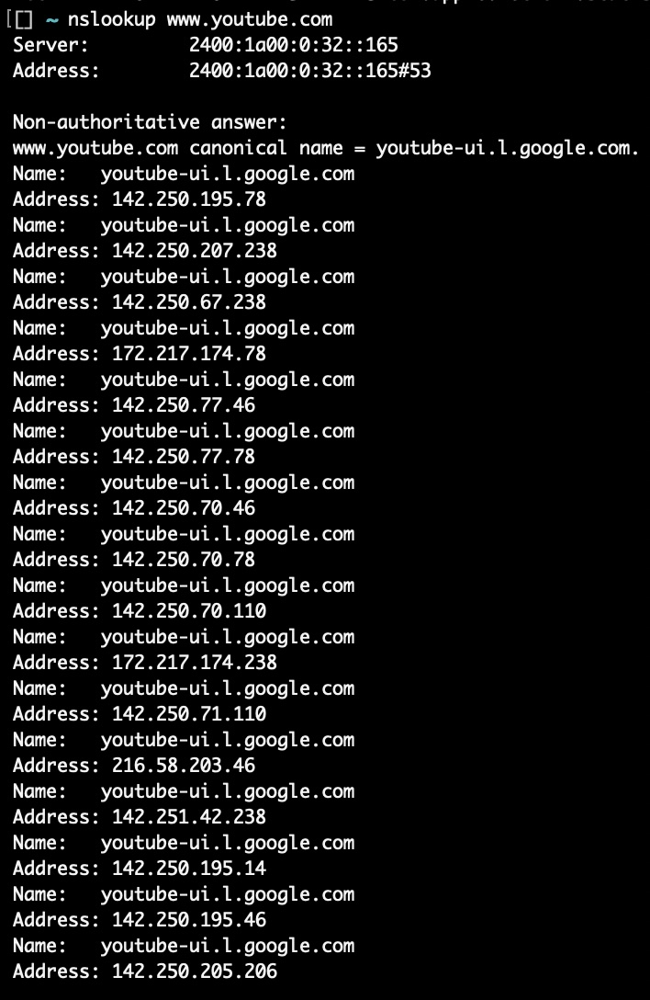 [[] ~ nslookup www.youtube.com
Server:		2400:1a00:0:32::165
Address:	2400:1a00:0:32::165#53

Non-authoritative answer:
www.youtube.com canonical name = youtube-ui.l.google.com.
Name:	youtube-ui.l.google.com
Address: 142.250.195.78
Name:	youtube-ui.l.google.com
Address: 142.250.207.238
Name:	youtube-ui.l.google.com
Address: 142.250.67.238
Name:	youtube-ui.l.google.com
Address: 172.217.174.78
Name:	youtube-ui.l.google.com
Address: 142.250.77.46
Name:	youtube-ui.l.google.com
Address: 142.250.77.78
Name:	youtube-ui.l.google.com
Address: 142.250.70.46
Name:	youtube-ui.l.google.com
Address: 142.250.70.78
Name:	youtube-ui.l.google.com
Address: 142.250.70.110
Name:	youtube-ui.l.google.com
Address: 172.217.174.238
Name:	youtube-ui.l.google.com
Address: 142.250.71.110
Name:	youtube-ui.l.google.com
Address: 216.58.203.46
Name:	youtube-ui.l.google.com
Address: 142.251.42.238
Name:	youtube-ui.l.google.com
Address: 142.250.195.14
Name:	youtube-ui.l.google.com
Address: 142.250.195.46
Name:	youtube-ui.l.google.com
Address: 142.250.205.206